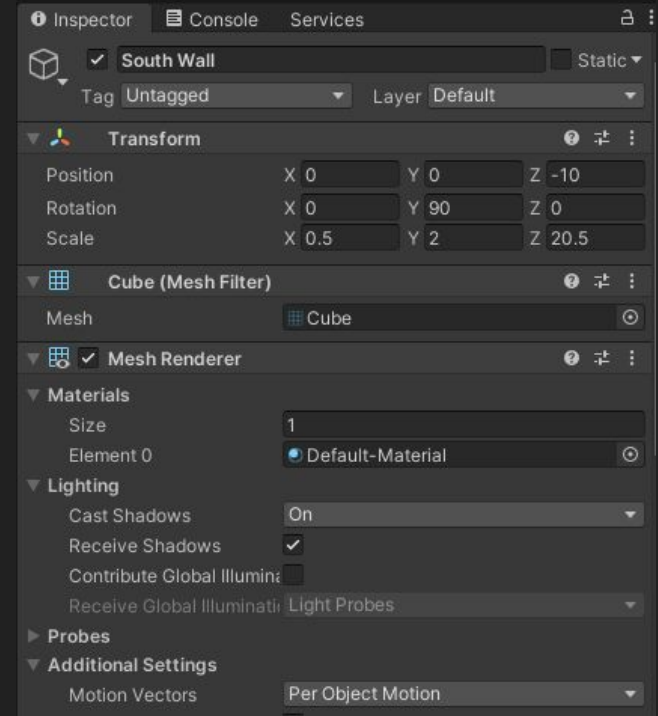 Inspector Console Services
South Wall Static
Tag Untagged Layer Default
Transform
Position X 0 Y 0 Z -10
Rotation X 0 Y 90 Z 0
Scale X 0.5 Y 2 Z 20.5
Cube (Mesh Filter)
Mesh Cube
Mesh Renderer
Materials
Size 1
Element 0 Default-Material
Lighting
Cast Shadows On
Receive Shadows
Contribute Global Illumina
Receive Global Illuminati Light Probes
Probes
Additional Settings
Motion Vectors Per Object Motion